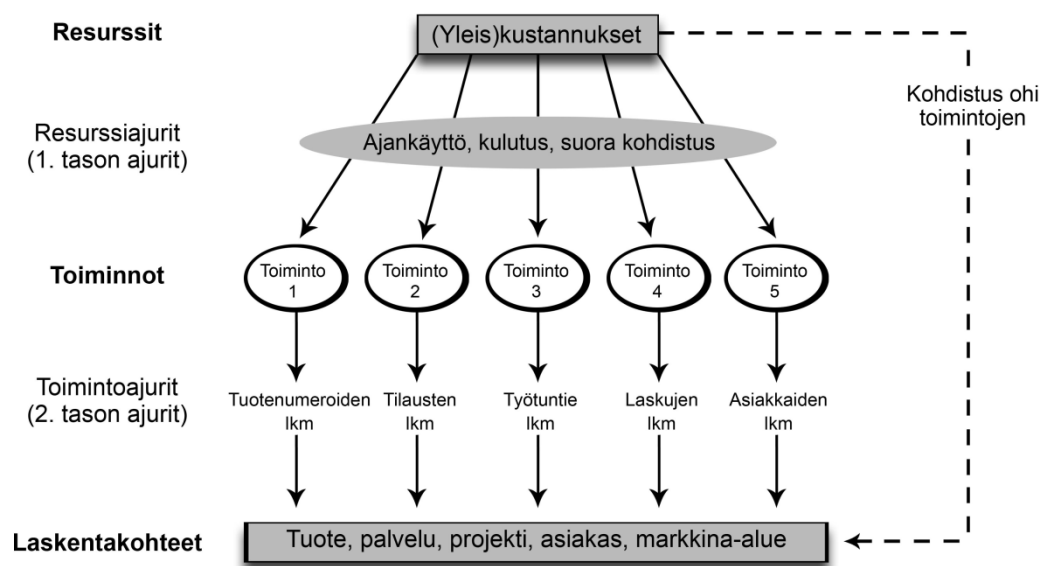 Resurssit
(Yleis)kustannukset
Kohdistus ohi
toimintojen
Resurssiajurit
(1. tason ajurit)
Ajankäyttö, kulutus, suora kohdistus
Toiminnot
Toiminto
1
Toiminto
2
Toiminto
3
Toiminto
4
Toiminto
5
Toimintoajurit
(2. tason ajurit)
Tuotenumeroiden
lkm
Tilausten
lkm
Työtuntie
lkm
Laskujen
lkm
Asiakkaiden
lkm
Laskentakohteet
Tuote, palvelu, projekti, asiakas, markkina-alue